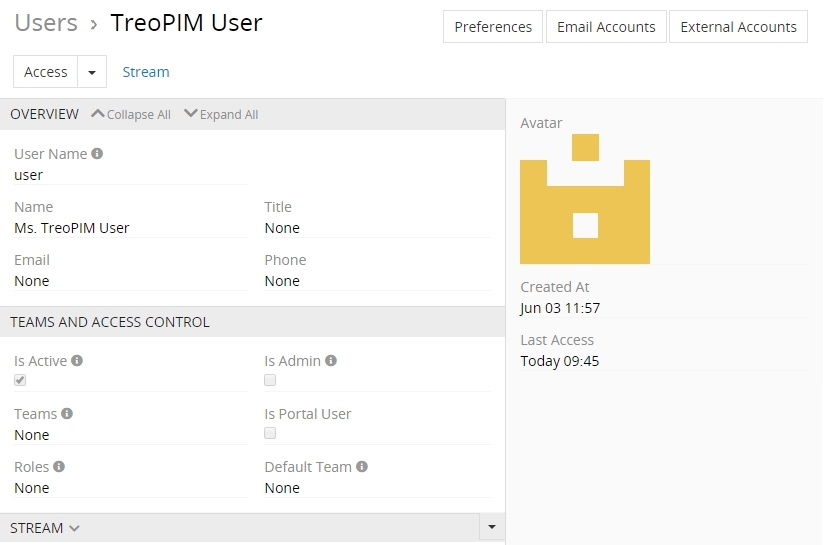 Users › TreoPIM User
Preferences Email Accounts External Accounts
Access Stream
OVERVIEW Collapse All Expand All
User Name
user
Name Title
Ms. TreoPIM User None
Email Phone
None None
TEAMS AND ACCESS CONTROL
Is Active Is Admin
Teams Is Portal User
None
Roles Default Team
None None
STREAM
Avatar
Created At
Jun 03 11:57
Last Access
Today 09:45